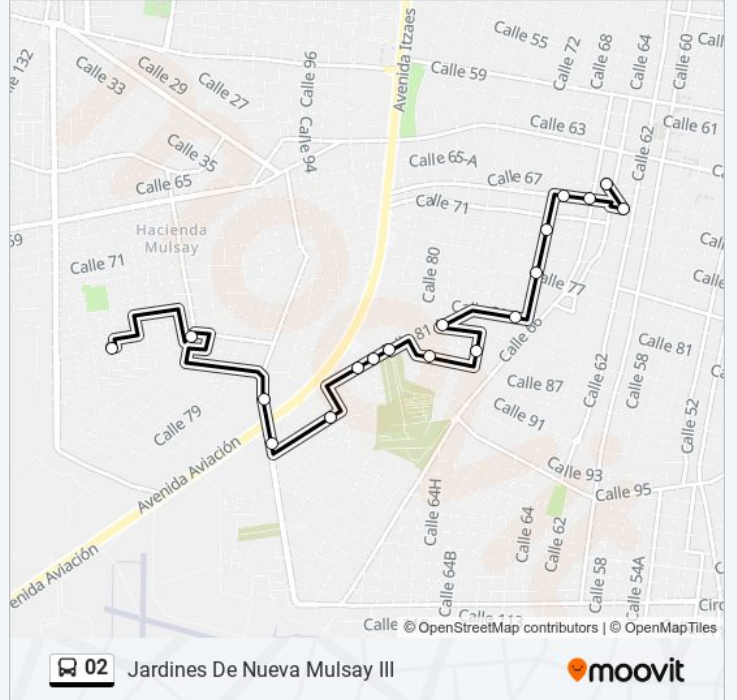 Calle 55
Calle 72
Calle 68
Calle 64
Calle 60
Calle 132
Calle 33
Calle 29
Calle 27
Calle 96
Avenida Itzaes
Calle 59
Calle 94
Calle 63
Calle 61
Calle 62
Calle 35
Calle 65-A
Calle 65
Calle 67
Calle 71
Hacienda
Mulsay
Calle 71
Calle 80
Calle 77
Calle 81
Calle 66
Calle 81
Calle 87
Calle 62
Calle 58
Calle 91
Calle 52
Calle 79
Avenida Aviación
Calle 93
Calle 95
Calle 64H
Calle 64
Calle 62
Calle 64B
Calle 58
Calle 54A
enida Aviación
Calle 113
Calle
© OpenStreetMap contributors | © OpenMapTiles
02 Jardines De Nueva Mulsay III
moovit